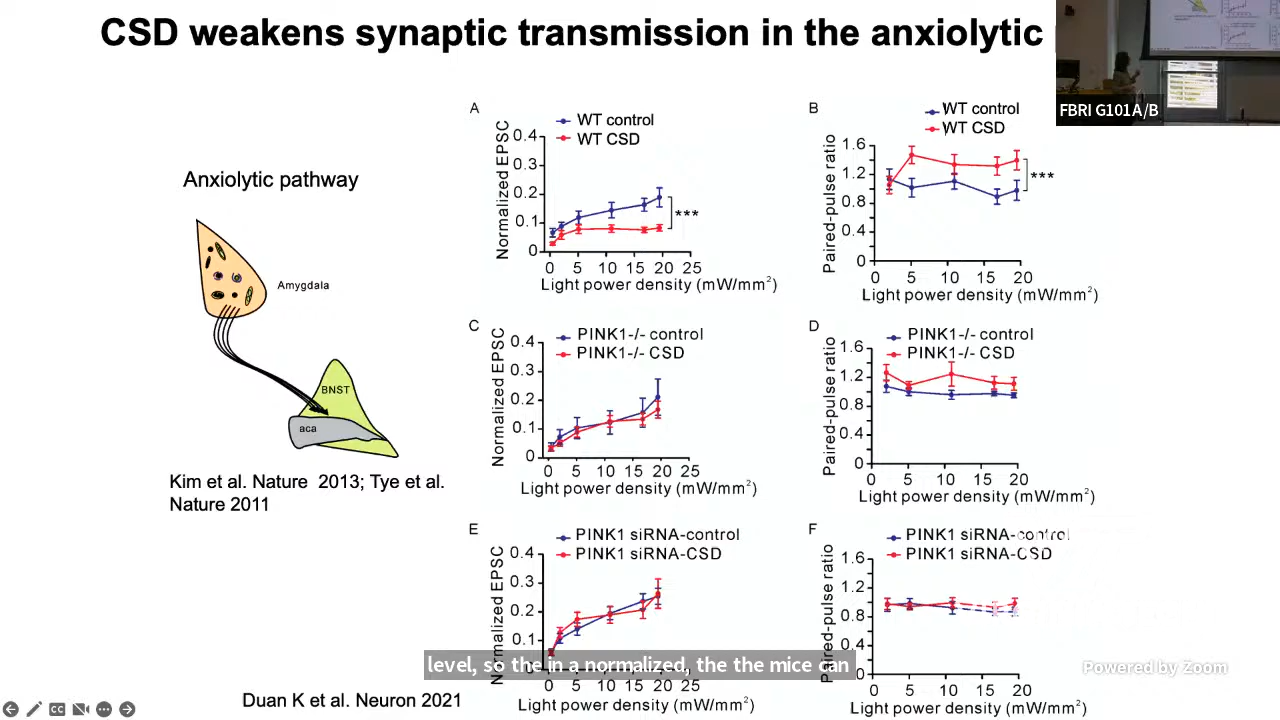 CSD weakens synaptic transmission in the anxiolytic
FBRI G101A/B
Anxiolytic pathway
Amygdala
BNST
aca
Kim et al. Nature 2013; Tye et al.
Nature 2011
A
WT control
WT CSD
Normalized EPSC
0.4
0.3
0.2
0.1
0
***
0 5 10 15 20 25
Light power density (mW/mm²)
B
WT control
WT CSD
Paired-pulse ratio
1.6
1.2
0.8
0.4
0
***
0 5 10 15 20
Light power density (mW/mm²)
C
PINK1-/- control
PINK1-/- CSD
Normalized EPSC
0.4
0.3
0.2
0.1
0
0 5 10 15 20 25
Light power density (mW/mm²)
D
PINK1-/- control
PINK1-/- CSD
Paired-pulse ratio
1.6
1.2
0.8
0.4
0
0 5 10 15 20
Light power density (mW/mm²)
E
PINK1 siRNA-control
PINK1 siRNA-CSD
Normalized EPSC
0.4
0.3
0.2
0.1
0 5 10 15 20 25
Light power density (mW/mm²)
F
PINK1 siRNA-control
PINK1 siRNA-CSD
Paired-pulse ratio
1.6
1.2
0.8
0.4
0
0 5 10 15 20
Light power density (mW/mm²)
level, so the in a normalized, the the mice can
Powered by Zoom
Duan K et al. Neuron 2021
CC